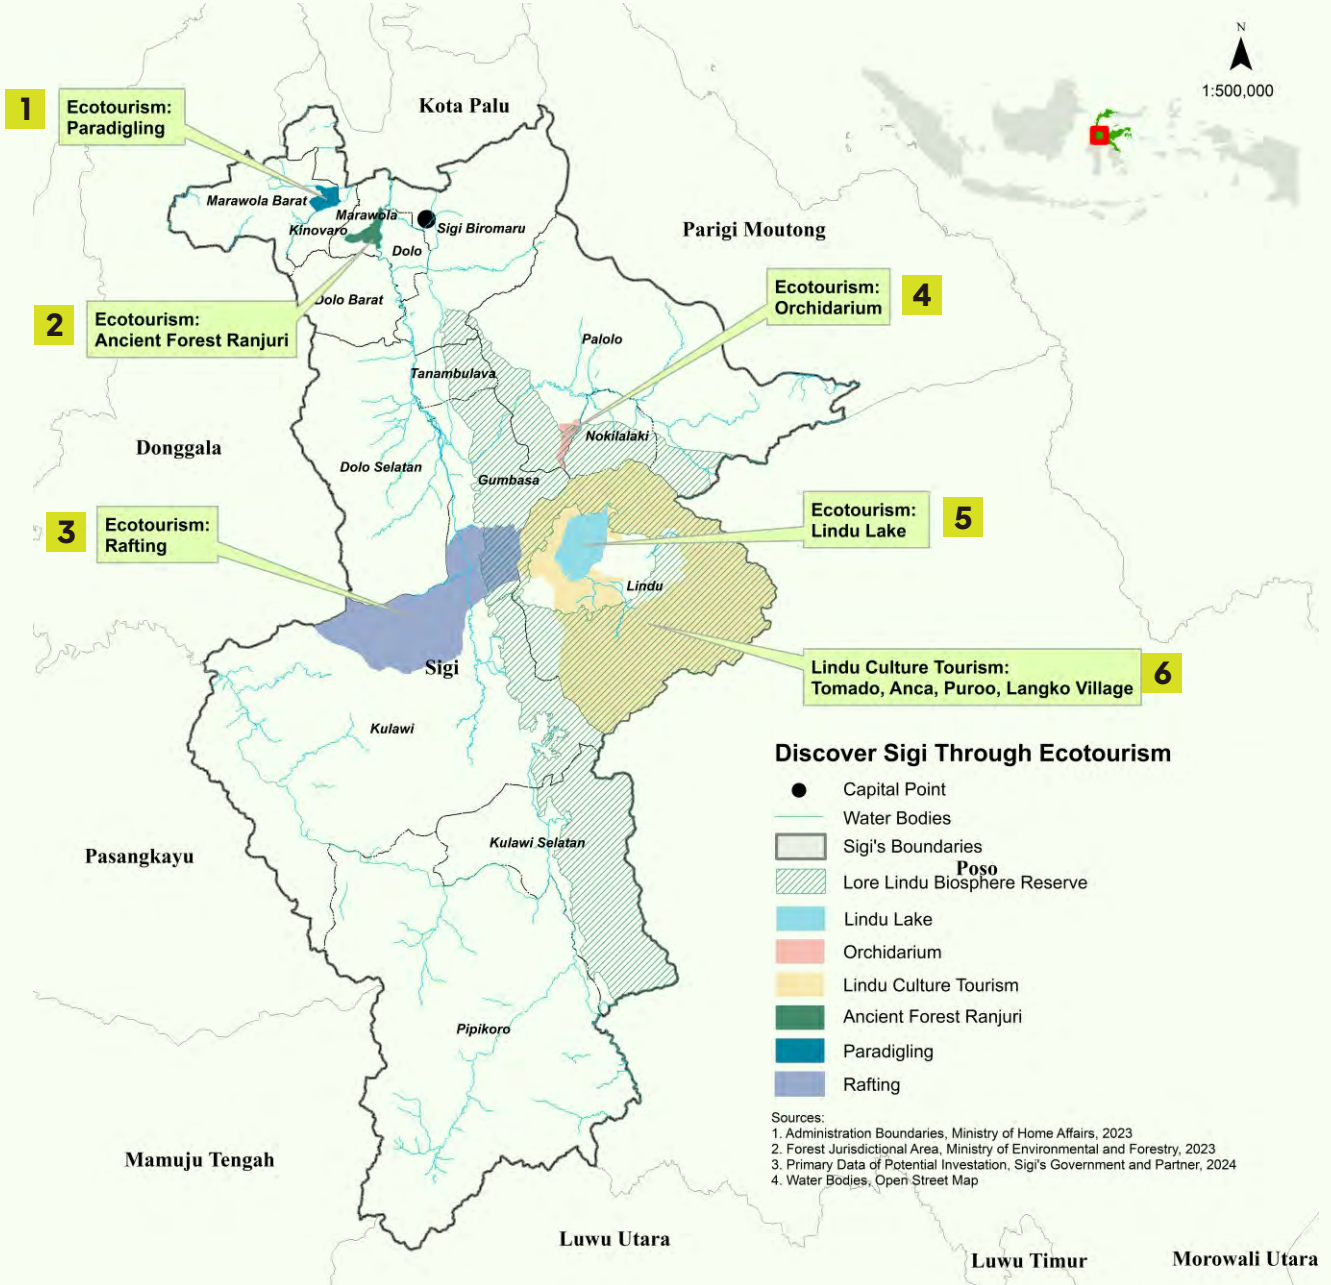 N
1:500,000
1
Ecotourism:
Paradigling
Kota Palu
Marawola Barat
Marawola
Kinovaro
Sigi Biromaru
Dolo
Parigi Moutong
Dolo Barat
2
Ecotourism:
Ancient Forest Ranjuri
4
Ecotourism:
Orchidarium
Palolo
Tanambulava
Nokilalaki
Donggala
Dolo Selatan
Gumbasa
3
Ecotourism:
Rafting
5
Ecotourism:
Lindu Lake
Lindu
Sigi
6
Lindu Culture Tourism:
Tomado, Anca, Puroo, Langko Village
Kulawi
Kulawi Selatan
Pasangkayu
Pipikoro
Mamuju Tengah
Discover Sigi Through Ecotourism
Capital Point
Water Bodies
Sigi's Boundaries
Poso
Lore Lindu Biosphere Reserve
Lindu Lake
Orchidarium
Lindu Culture Tourism
Ancient Forest Ranjuri
Paradigling
Rafting
Sources:
1. Administration Boundaries, Ministry of Home Affairs, 2023
2. Forest Jurisdictional Area, Ministry of Environmental and Forestry, 2023
3. Primary Data of Potential Investation, Sigi's Government and Partner, 2024
4. Water Bodies, Open Street Map
Luwu Utara
Luwu Timur
Morowali Utara